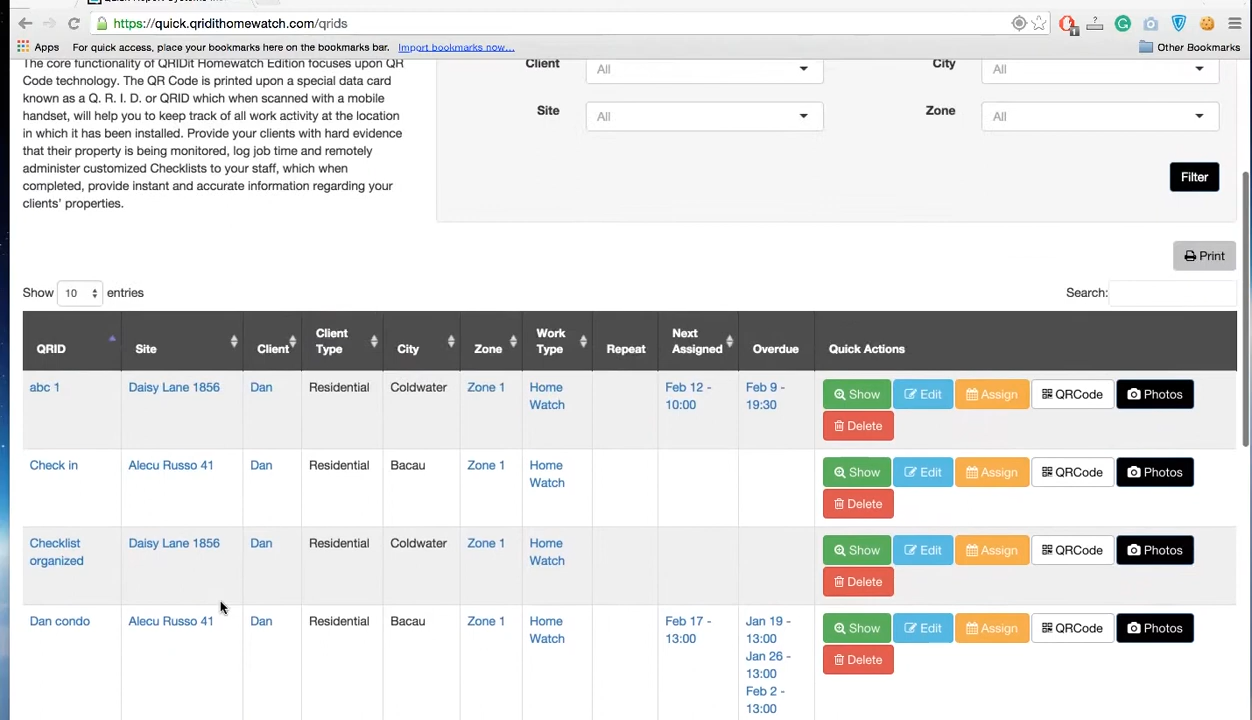 https://quick.qridithomewatch.com/qrids
Apps For quick access, place your bookmarks here on the bookmarks bar. Import bookmarks now... Other Bookmarks
The core functionality of QRIDit Homewatch Edition focuses upon QR
Code technology. The QR Code is printed upon a special data card
known as a Q. R. I. D. or QRID which when scanned with a mobile
handset, will help you to keep track of all work activity at the location
in which it has been installed. Provide your clients with hard evidence
that their property is being monitored, log job time and remotely
administer customized Checklists to your staff, which when
completed, provide instant and accurate information regarding your
clients' properties.
Client All City All
Site All Zone All
Filter
Print
Show 10 entries Search:
QRID Site Client Client Type City Zone Work Type Repeat Next Assigned Overdue Quick Actions
abc 1 Daisy Lane 1856 Dan Residential Coldwater Zone 1 Home Watch Feb 12 - 10:00 Feb 9 - 19:30 Show Edit Assign QRCode Photos
Delete
Check in Alecu Russo 41 Dan Residential Bacau Zone 1 Home Watch Show Edit Assign QRCode Photos
Delete
Checklist organized Daisy Lane 1856 Dan Residential Coldwater Zone 1 Home Watch Show Edit Assign QRCode Photos
Delete
Dan condo Alecu Russo 41 Dan Residential Bacau Zone 1 Home Watch Feb 17 - 13:00 Jan 19 - 13:00 Jan 26 - 13:00 Feb 2 - 13:00 Show Edit Assign QRCode Photos
Delete